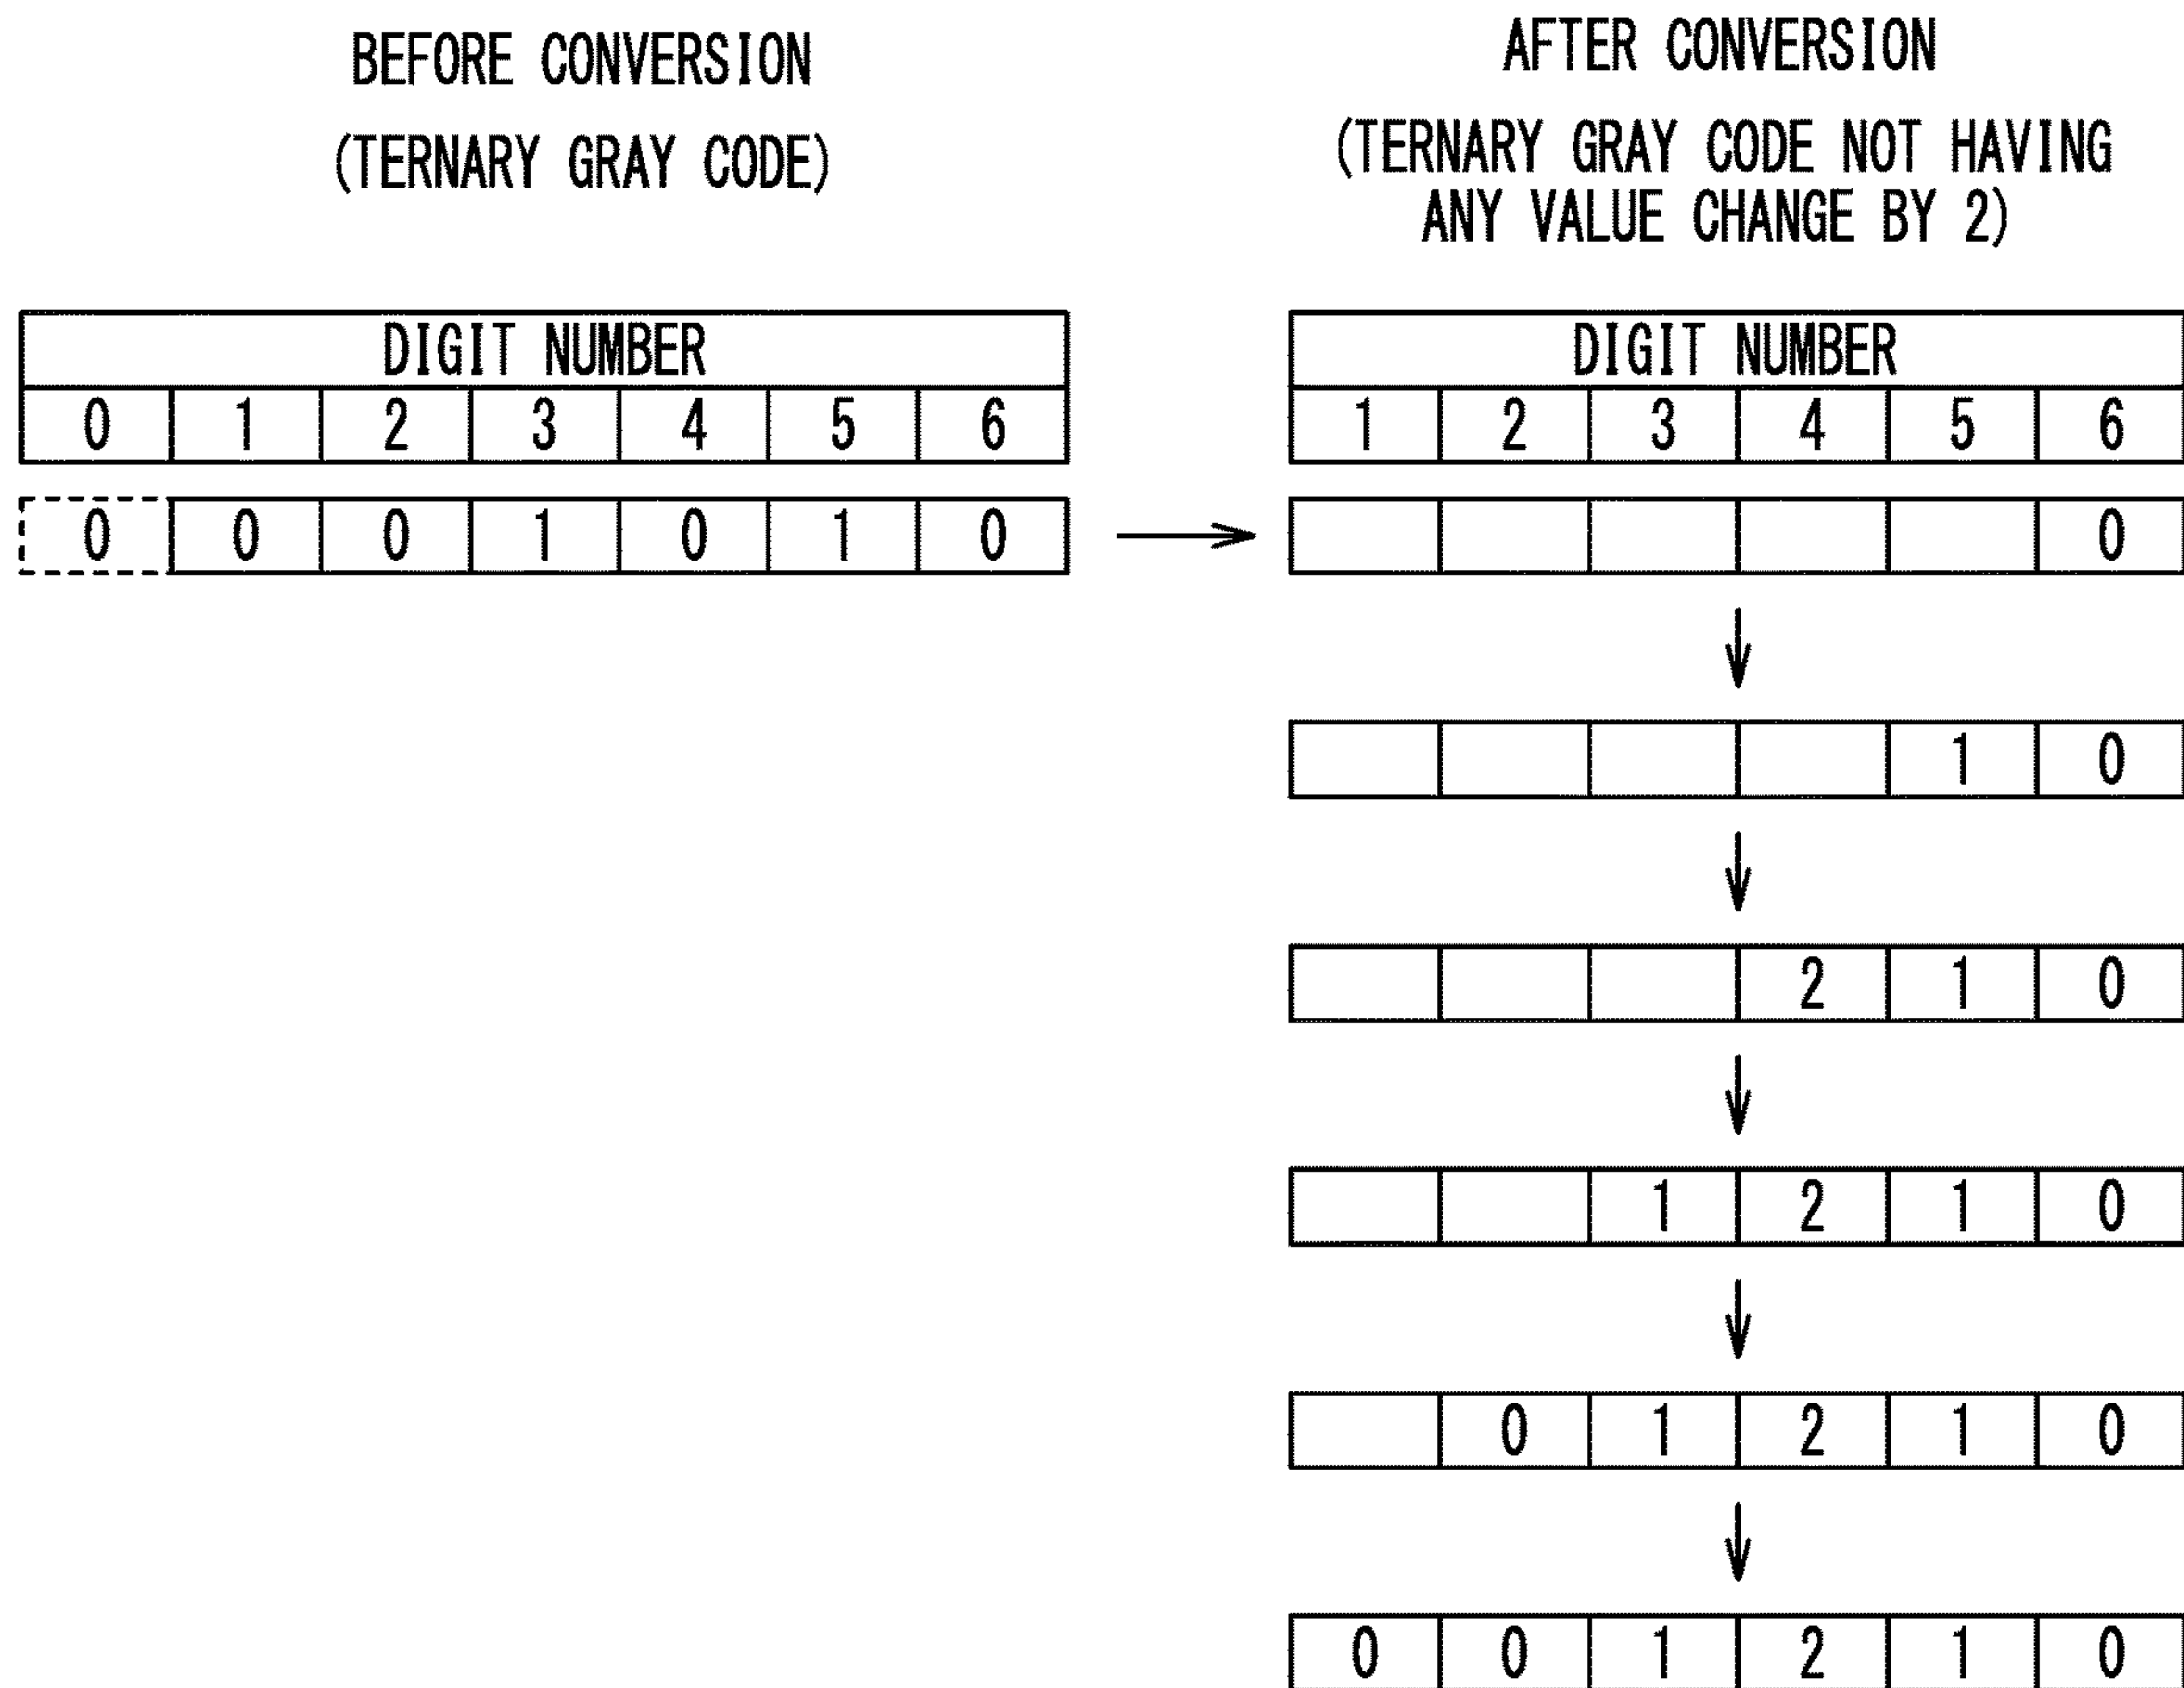 BEFORE CONVERSION
(TERNARY GRAY CODE)
AFTER CONVERSION
(TERNARY GRAY CODE NOT HAVING
ANY VALUE CHANGE BY 2)
DIGIT NUMBER
0 1 2 3 4 5 6
0 0 0 1 0 1 0
DIGIT NUMBER
1 2 3 4 5 6
0
1 0
2 1 0
1 2 1 0
0 1 2 1 0
0 0 1 2 1 0